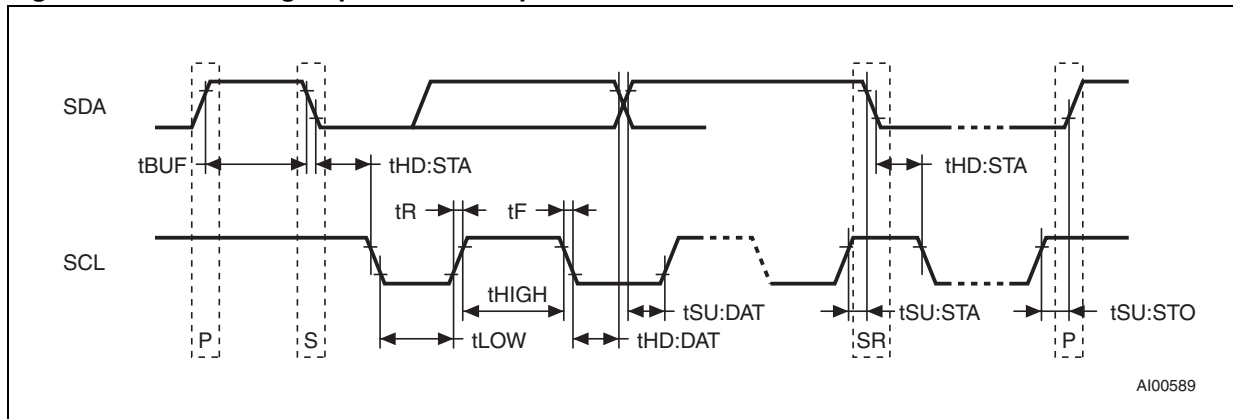 SDA
tBUF
tHD:STA
tHD:STA
tR
tF
SCL
tHIGH
tLOW
tSU:DAT
tHD:DAT
tSU:STA
tSU:STO
P
S
SR
P
AI00589